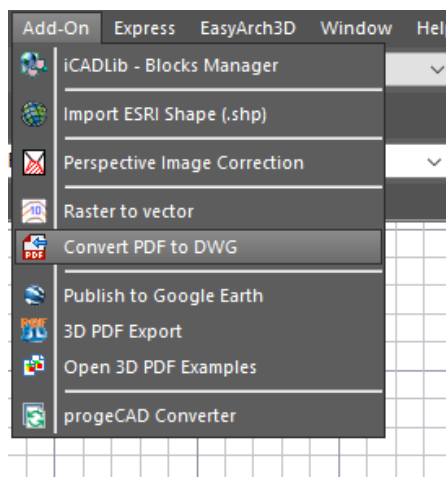 Add-On Express EasyArch3D Window Hel
iCADLib - Blocks Manager
Import ESRI Shape (.shp)
Perspective Image Correction
Raster to vector
Convert PDF to DWG
Publish to Google Earth
3D PDF Export
Open 3D PDF Examples
progeCAD Converter